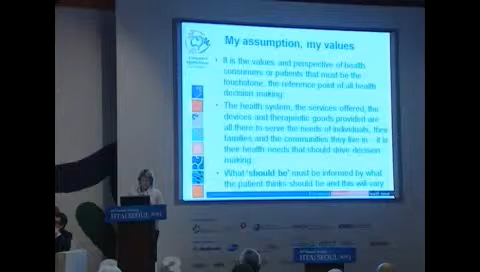 My assumption, my values
• It is the values and perspective of health
consumers or patients that must be the
touchstone, the reference point of all health
decision making.
• The health system, the services offered, the
devices and therapeutic goods provided are
all there to serve the needs of individuals, their
families and the communities they live in - it is
their health needs that should drive decision
making
• What 'should be' must be informed by what
the patient thinks should be and this will vary
HTAi SEOUL 2013
HTAi SEOUL 2013